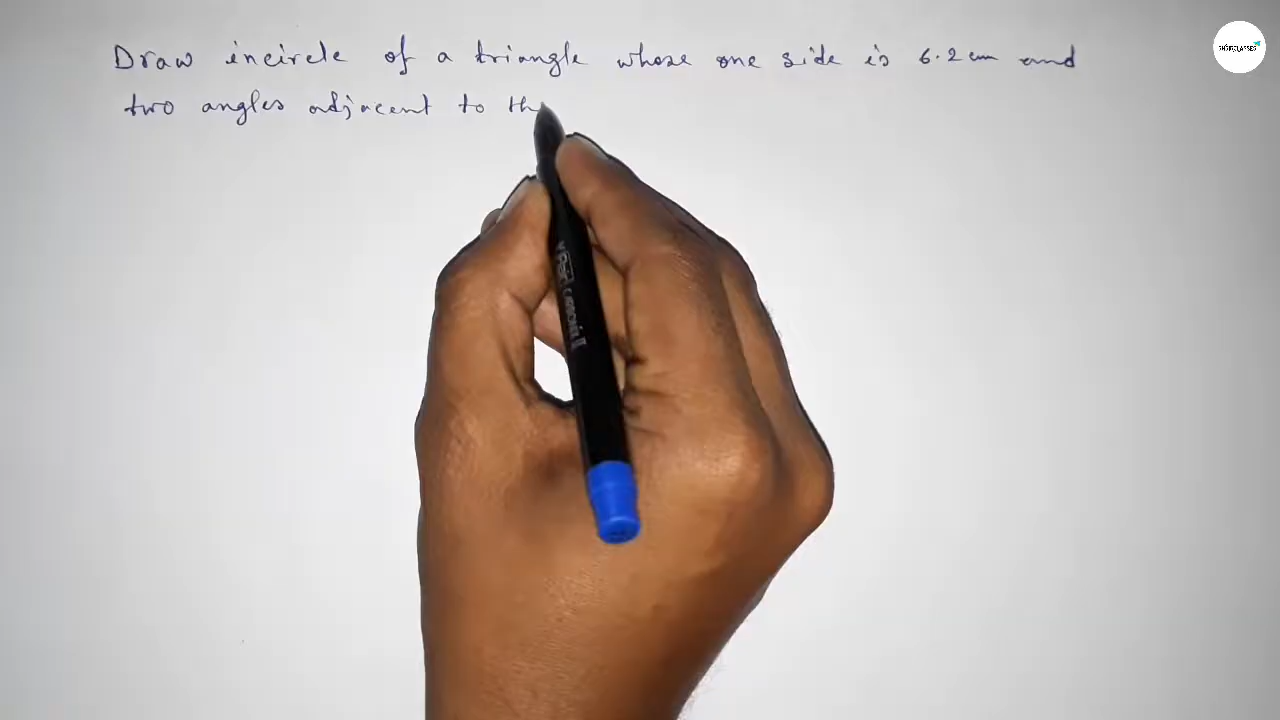 Draw incircle of a triangle whose one side is 6.2 cm and
two angles adjacent to th